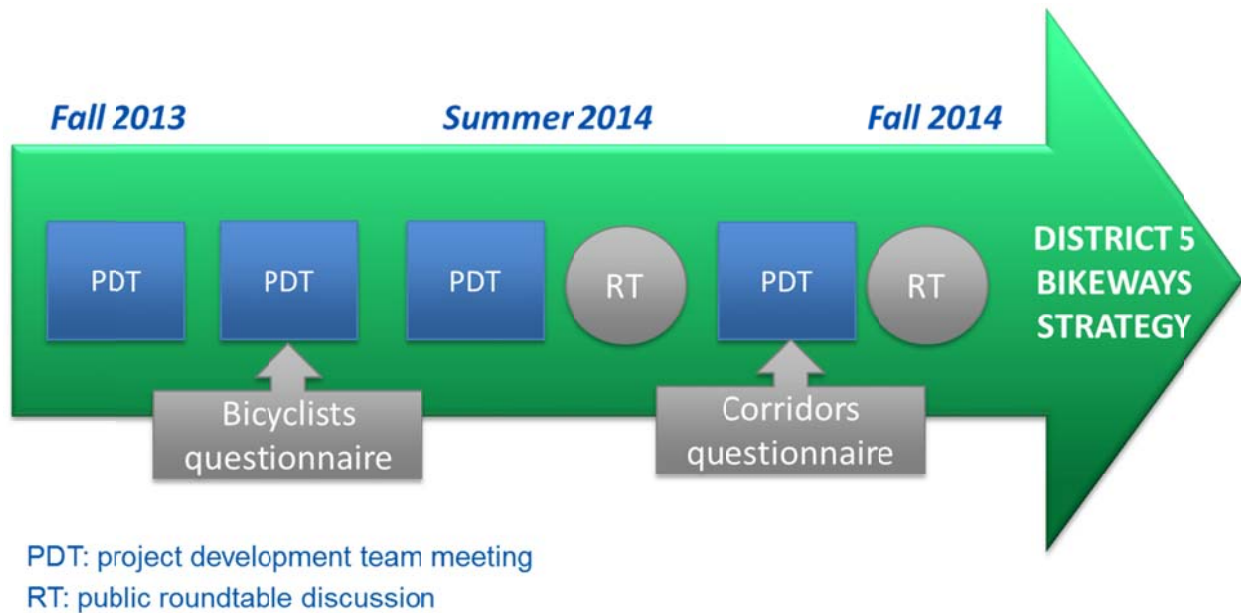 Fall 2013
Summer 2014
Fall 2014
PDT
PDT
PDT
RT
PDT
RT
DISTRICT 5
BIKEWAYS
STRATEGY
Bicyclists
questionnaire
Corridors
questionnaire
PDT: project development team meeting
RT: public roundtable discussion